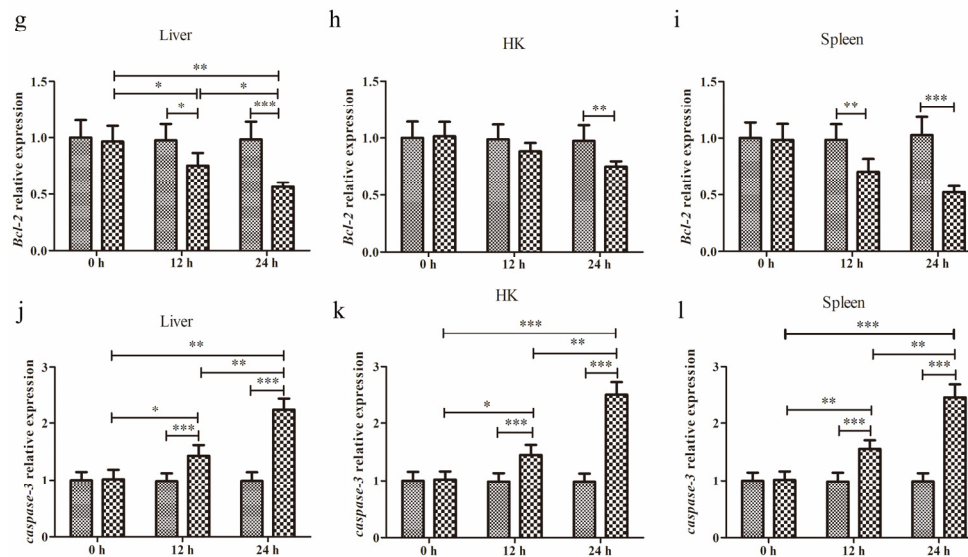 g
Liver
**
*
*
*
***
Bcl-2 relative expression
1.5
1.0
0.5
0.0
0 h
12 h
24 h
h
HK
**
Bcl-2 relative expression
1.5
1.0
0.5
0.0
0 h
12 h
24 h
i
Spleen
**
***
Bcl-2 relative expression
1.5
1.0
0.5
0.0
0 h
12 h
24 h
j
Liver
**
**
***
*
***
caspase-3 relative expression
3
2
1
0
0 h
12 h
24 h
k
HK
***
**
***
*
***
caspase-3 relative expression
3
2
1
0
0 h
12 h
24 h
l
Spleen
***
**
***
**
***
caspase-3 relative expression
3
2
1
0
0 h
12 h
24 h